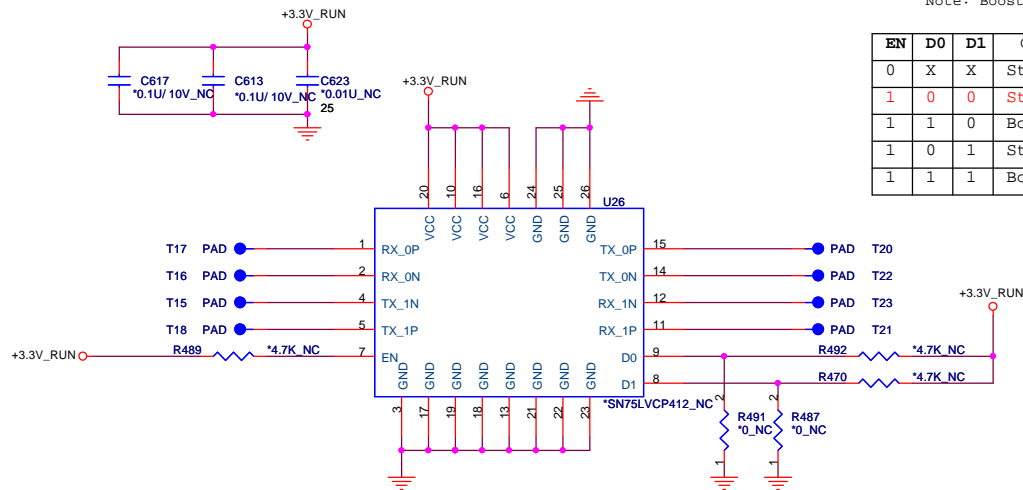 Note: Boost
+3.3V_RUN
EN D0 D1
0 X X St
1 0 0 St
1 1 0 Bo
1 0 1 St
1 1 1 Bo
C617
*0.1U/ 10V_NC
C613
*0.1U/ 10V_NC
C623
*0.01U_NC
25
+3.3V_RUN
20 10 16 6 24 25 26
U26
VCC VCC VCC VCC GND GND GND
T17 PAD 1 RX_0P
TX_0P 15 PAD T20
T16 PAD 2 RX_0N
TX_0N 14 PAD T22
T15 PAD 4 TX_1N
RX_1N 12 PAD T23
T18 PAD 5 TX_1P
RX_1P 11 PAD T21
+3.3V_RUN
+3.3V_RUN R489 *4.7K_NC 7 EN
D0 9 R492 *4.7K_NC
D1 8 R470 *4.7K_NC
GND GND GND GND GND GND GND GND
*SN75LVCP412_NC
3 17 19 18 13 21 22 23
2 2
R491 R487
*0_NC *0_NC
1 1